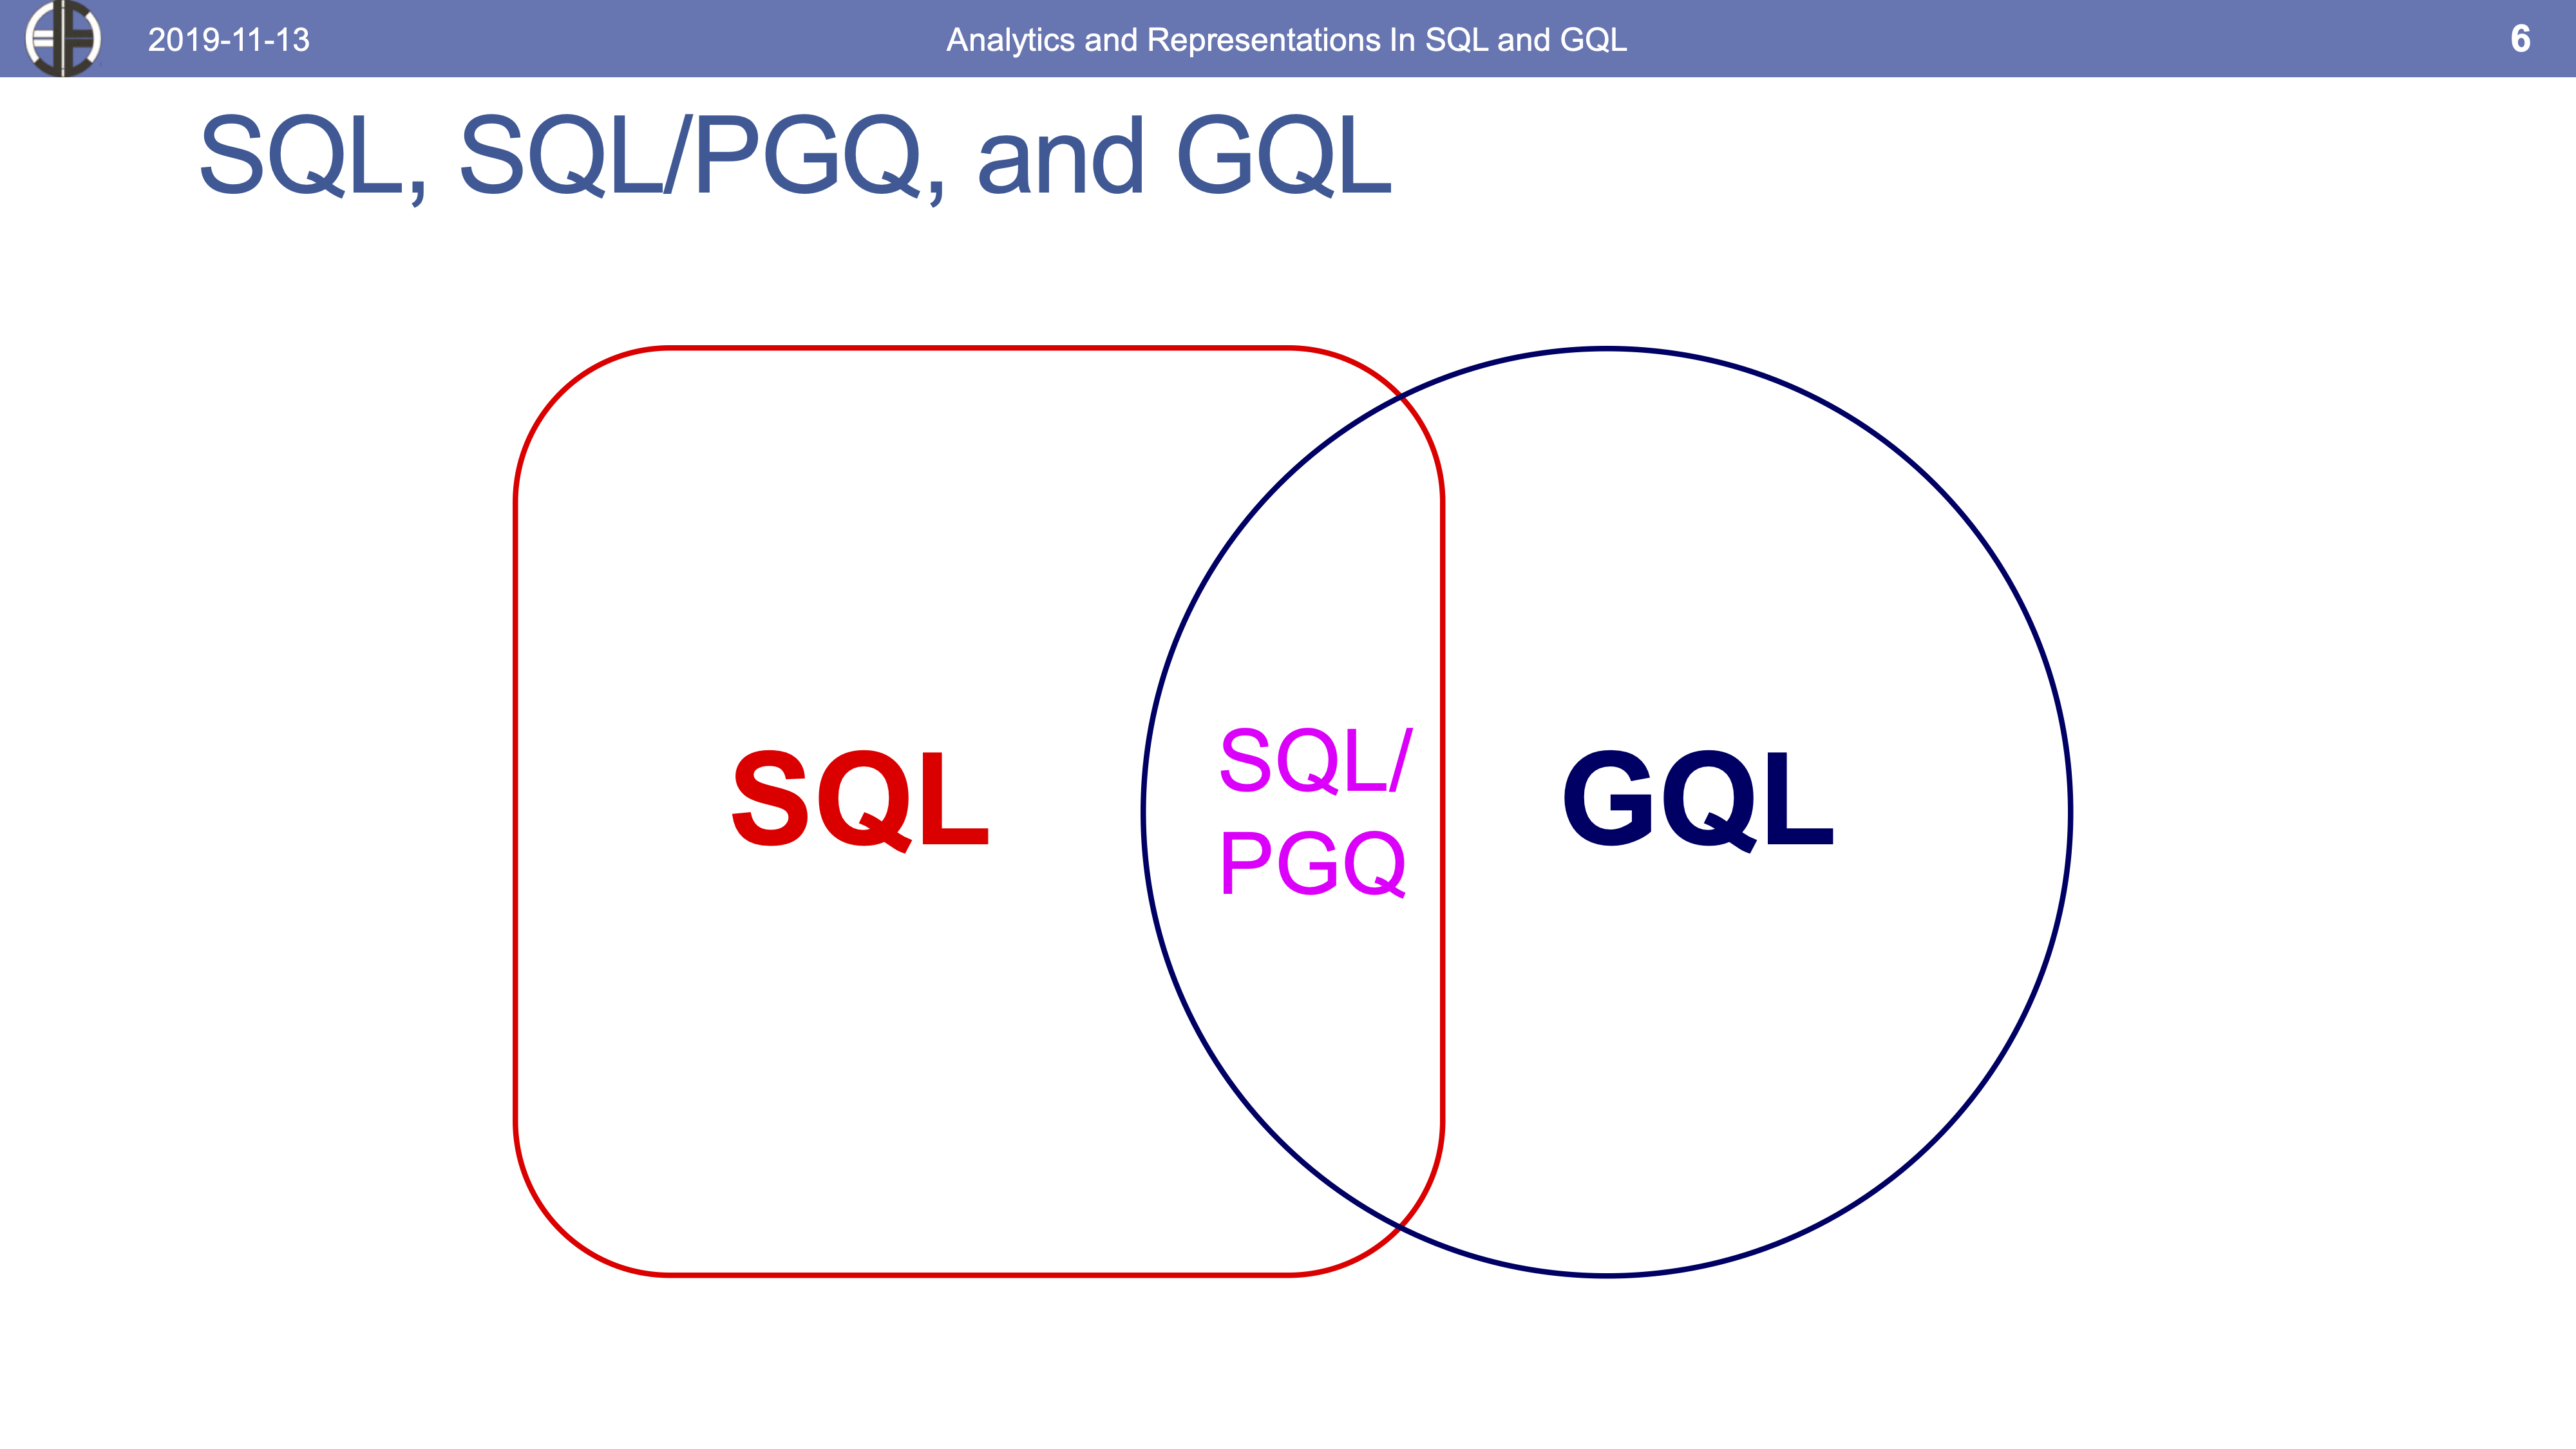 2019-11-13
Analytics and Representations In SQL and GQL
6
SQL, SQL/PGQ, and GQL
SQL
SQL/
PGQ
GQL